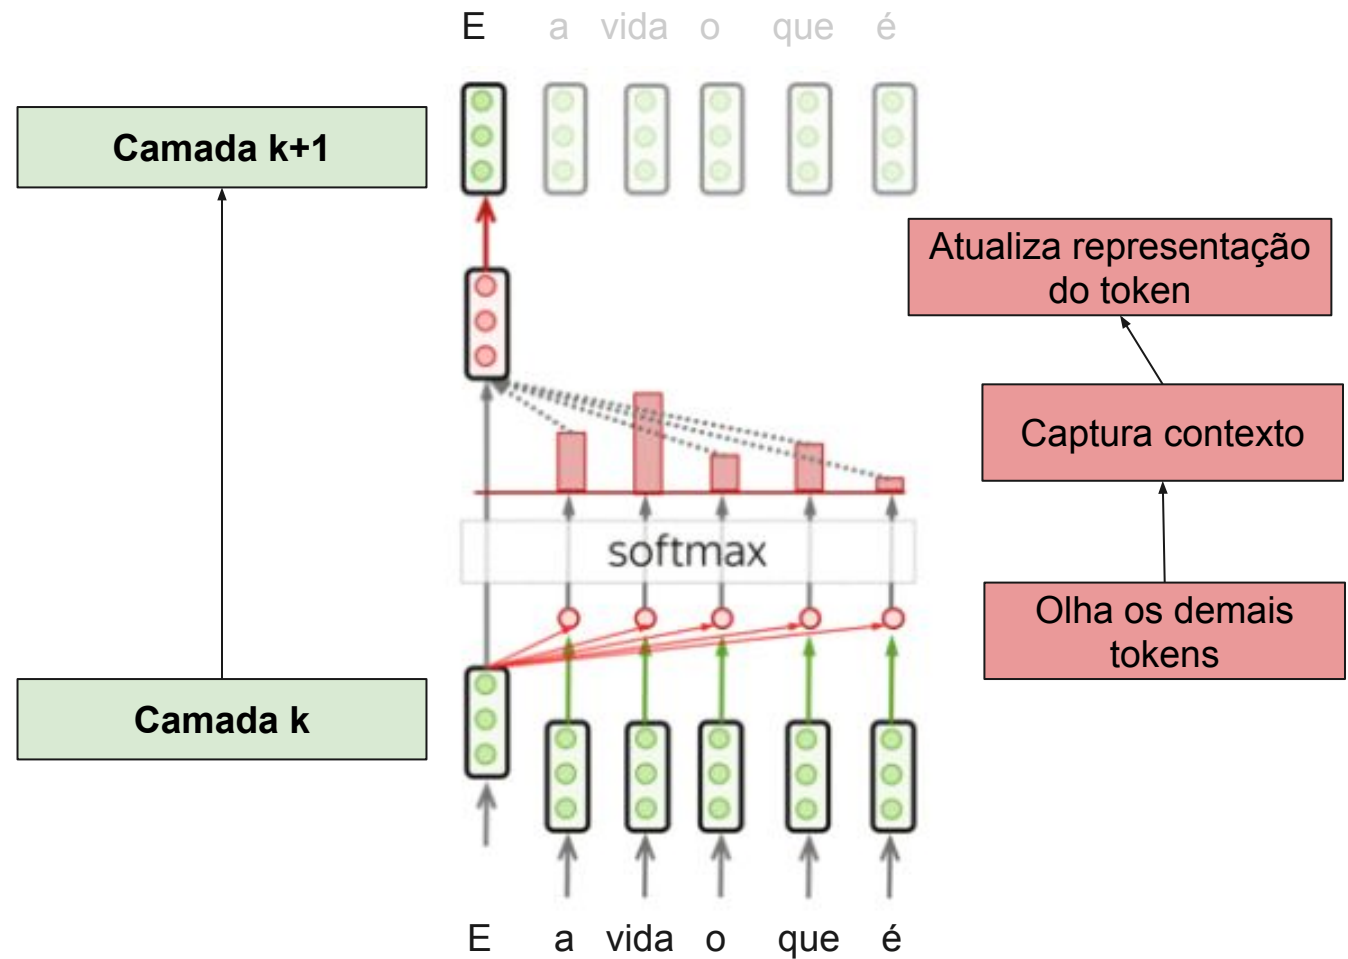 E a vida o que é
Camada k+1
Atualiza representação
do token
Captura contexto
softmax
Olha os demais
tokens
Camada k
E a vida o que é